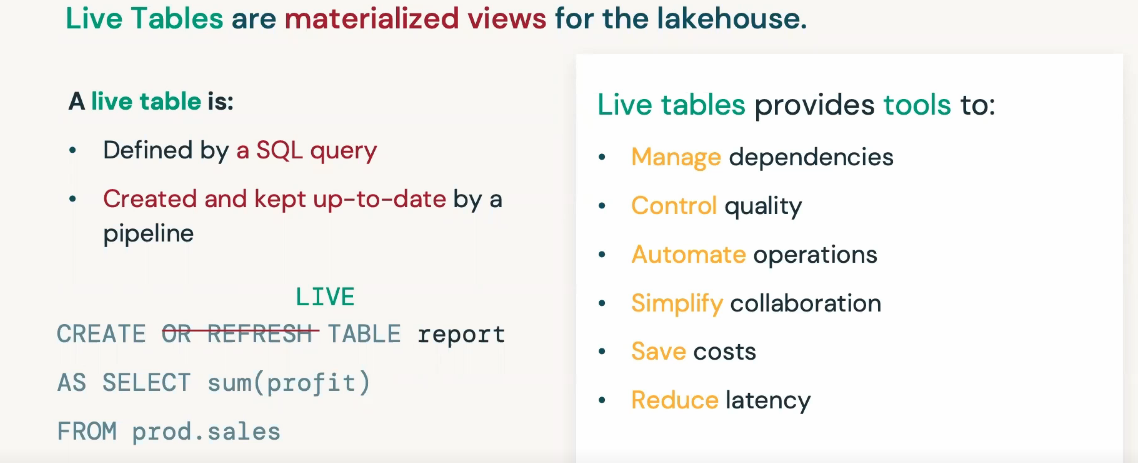 Live Tables are materialized views for the lakehouse.
A live table is:
• Defined by a SQL query
• Created and kept up-to-date by a
pipeline
LIVE
CREATE OR REFRESH TABLE report
AS SELECT sum(profit)
FROM prod.sales
Live tables provides tools to:
• Manage dependencies
• Control quality
• Automate operations
• Simplify collaboration
• Save costs
• Reduce latency